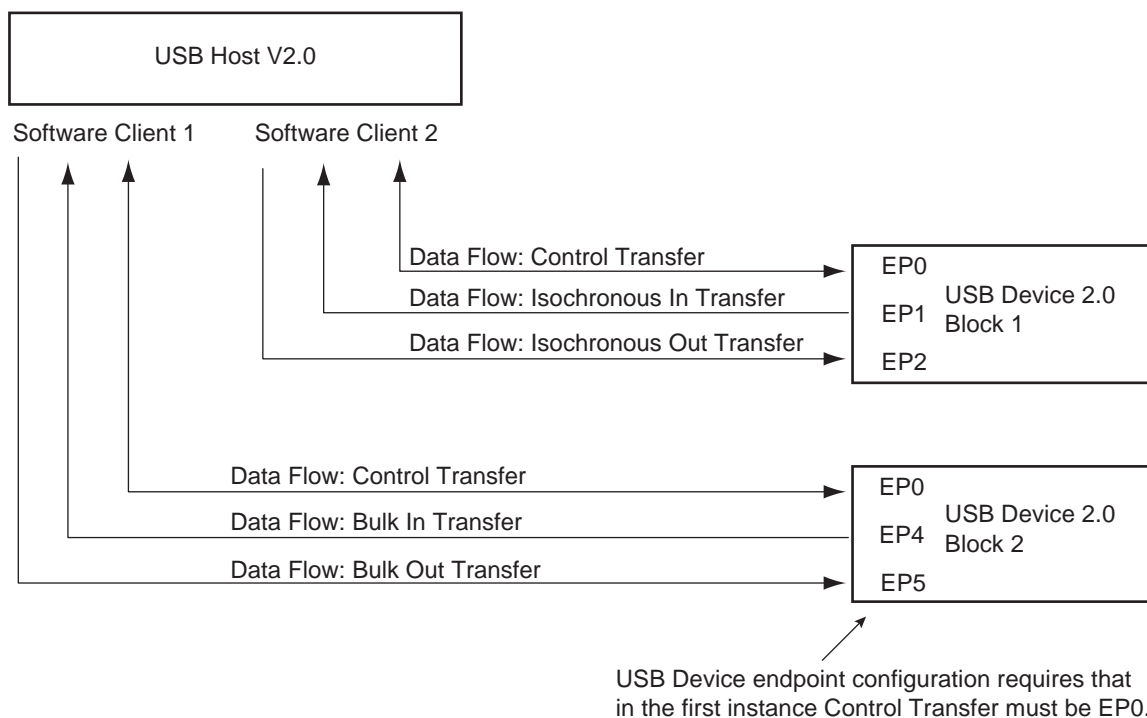 USB Host V2.0
Software Client 1
Software Client 2
Data Flow: Control Transfer
Data Flow: Isochronous In Transfer
Data Flow: Isochronous Out Transfer
EP0
EP1
EP2
USB Device 2.0
Block 1
Data Flow: Control Transfer
Data Flow: Bulk In Transfer
Data Flow: Bulk Out Transfer
EP0
EP4
EP5
USB Device 2.0
Block 2
USB Device endpoint configuration requires that
in the first instance Control Transfer must be EP0.